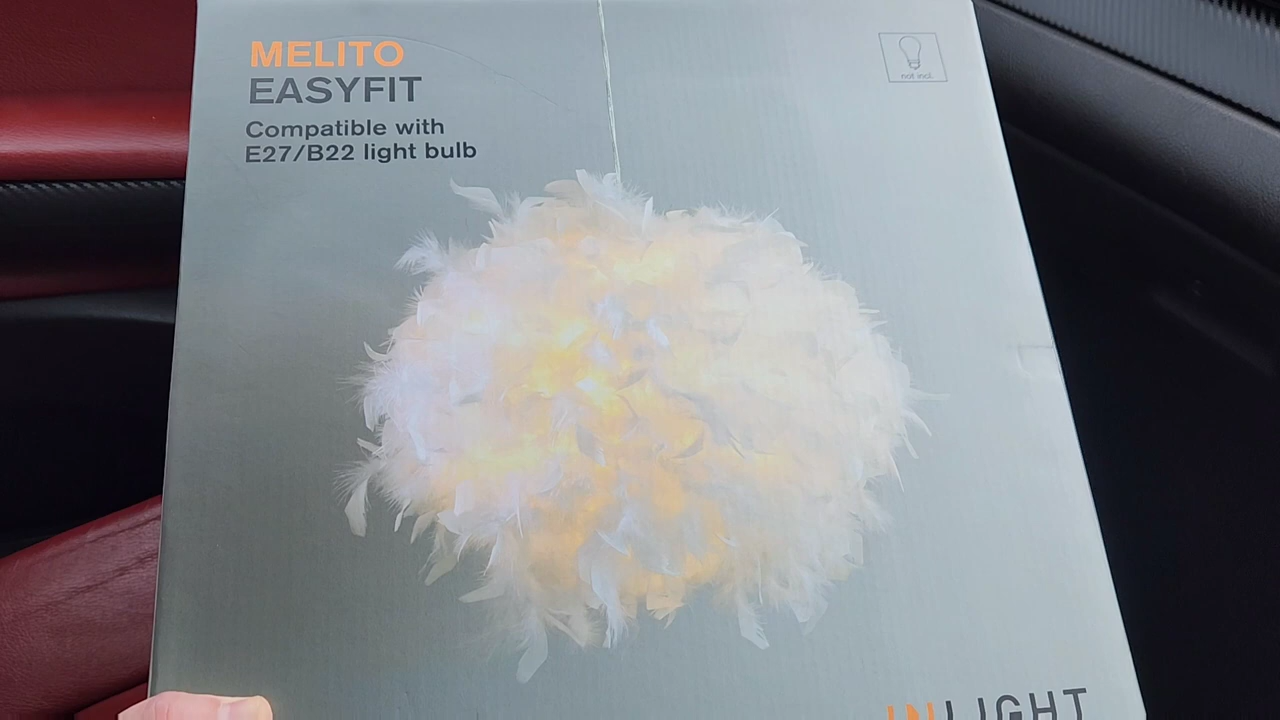 MELITO
EASYFIT
Compatible with
E27/B22 light bulb
not incl.
INLIGHT